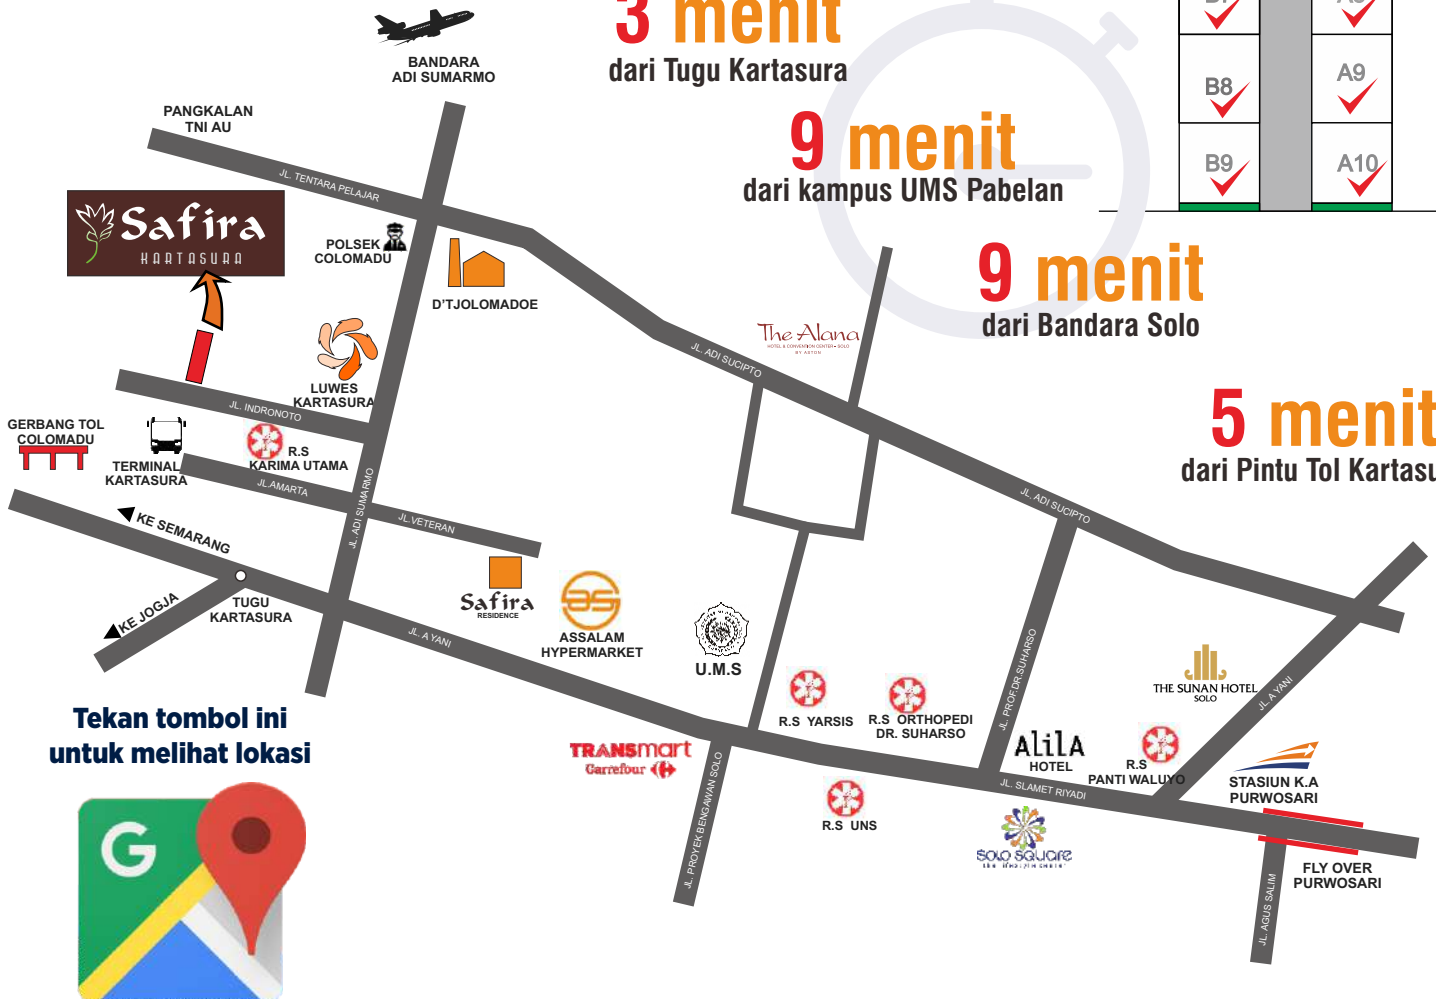 3 menit
dari Tugu Kartasura
9 menit
dari kampus UMS Pabelan
9 menit
dari Bandara Solo
5 menit
dari Pintu Tol Kartasu
B8
A9
B9
A10
BANDARA
ADI SUMARMO
PANGKALAN
TNI AU
JL. TENTARA PELAJAR
Safira
KARTASURA
POLSEK
COLOMADU
D'TJOLOMADOE
The Alana
HOTEL & CONVENTION CENTER - SOLO
BY ASTON
JL. ADI SUCIPTO
LUWES
KARTASURA
JL. INDRONOTO
GERBANG TOL
COLOMADU
TERMINAL
KARTASURA
R.S
KARIMA UTAMA
JL.AMARTA
JL. ADI SUMARMO
JL.VETERAN
JL. ADI SUCIPTO
KE SEMARANG
KE JOGJA
TUGU
KARTASURA
Safira
RESIDENCE
ASSALAM
HYPERMARKET
JL. A YANI
U.M.S
JL. PROF.DR.SUHARSO
THE SUNAN HOTEL
SOLO
JL. A YANI
R.S YARSIS
R.S ORTHOPEDI
DR. SUHARSO
ALilA
HOTEL
R.S
PANTI WALUYO
STASIUN K.A
PURWOSARI
TRANSmart
Carrefour
JL. PROYEK BENGAWAN SOLO
R.S UNS
JL. SLAMET RIYADI
SOLO SQUARE
FLY OVER
PURWOSARI
JL. AGUS SALIM
Tekan tombol ini
untuk melihat lokasi
G